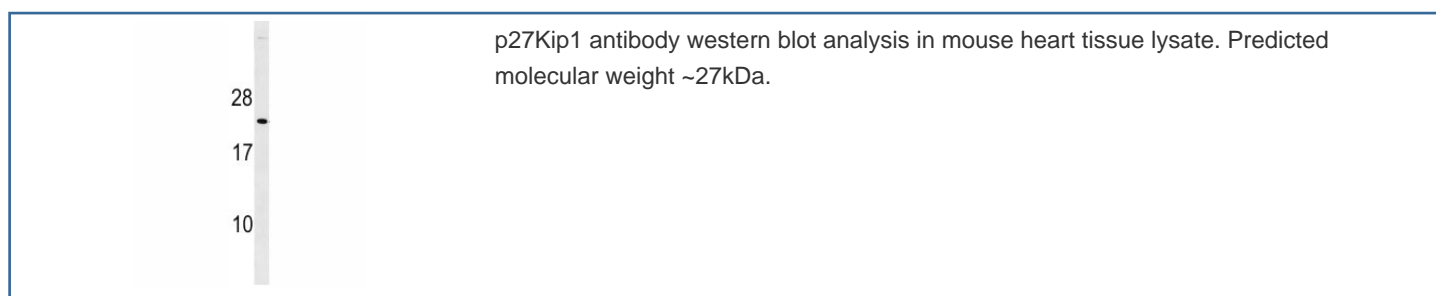 p27Kip1 antibody western blot analysis in mouse heart tissue lysate. Predicted
molecular weight ~27kDa.
28
17
10